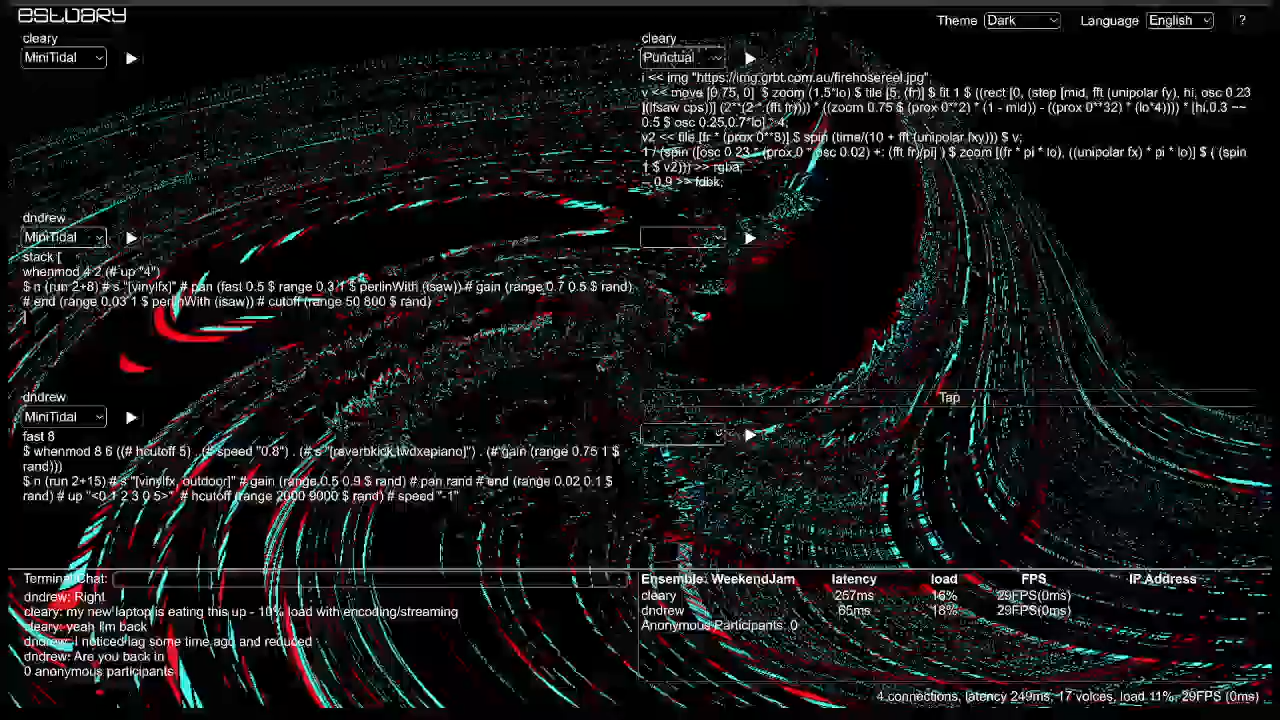 estuary
Theme Dark Language English ?
cleary
MiniTidal
cleary
Punctual
i << img "https://img.grbt.com.au/firehosereel.jpg";
v << move [0.75, 0] $ zoom (1.5*lo) $ tile [5, (fr)] $ fit 1 $ ((rect [0, (step [mid, fft (unipolar fy), hi, osc 0.23
](lfsaw cps))] (2**(2 * (fft fr)))) * ((zoom 0.75 $ (prox 0**2) * (1 - mid)) - ((prox 0**32) * (lo*4)))) * [hi,0.3 ~~
0.5 $ osc 0.25,0.7*lo] * 4;
v2 << tile [fr * (prox 0**8)] $ spin (time/(10 + fft (unipolar fxy))) $ v;
1 / (spin ([osc 0.23 * (prox 0 * osc 0.02) +: (fft fr)/pi] ) $ zoom [(fr * pi * lo), ((unipolar fx) * pi * lo)] $ ( (spin
1 $ v2))) >> rgba;
0.9 >> fdbk;
dndrew
MiniTidal
stack [
whenmod 4 2 (# up "4")
$ n (run 2+8) # s "[vinylfx]" # pan (fast 0.5 $ range 0.3 1 $ perlinWith (isaw)) # gain (range 0.7 0.5 $ rand)
# end (range 0.03 1 $ perlinWith (isaw)) # cutoff (range 50 800 $ rand)
]
dndrew
MiniTidal
fast 8
$ whenmod 8 6 ((# hcutoff 5) . (# speed "0.8") . (# s "[reverbkick,twdxepiano]") . (# gain (range 0.75 1 $
rand)))
$ n (run 2+15) # s "[vinylfx, outdoor]" # gain (range 0.5 0.9 $ rand) # pan rand # end (range 0.02 0.1 $
rand) # up "<0 1 2 3 0 5>" # hcutoff (range 2000 9000 $ rand) # speed "-1"
Tap
Terminal/Chat:
dndrew: Right
cleary: my new laptop is eating this up - 10% load with encoding/streaming
cleary: yeah I'm back
dndrew: I noticed lag some time ago and reduced
dndrew: Are you back in
0 anonymous participants
Ensemble: WeekendJam latency load FPS IP Address
cleary 257ms 16% 29FPS(0ms)
dndrew 65ms 18% 29FPS(0ms)
Anonymous Participants: 0
4 connections, latency 249ms, 17 voices, load 11%, 29FPS (0ms)